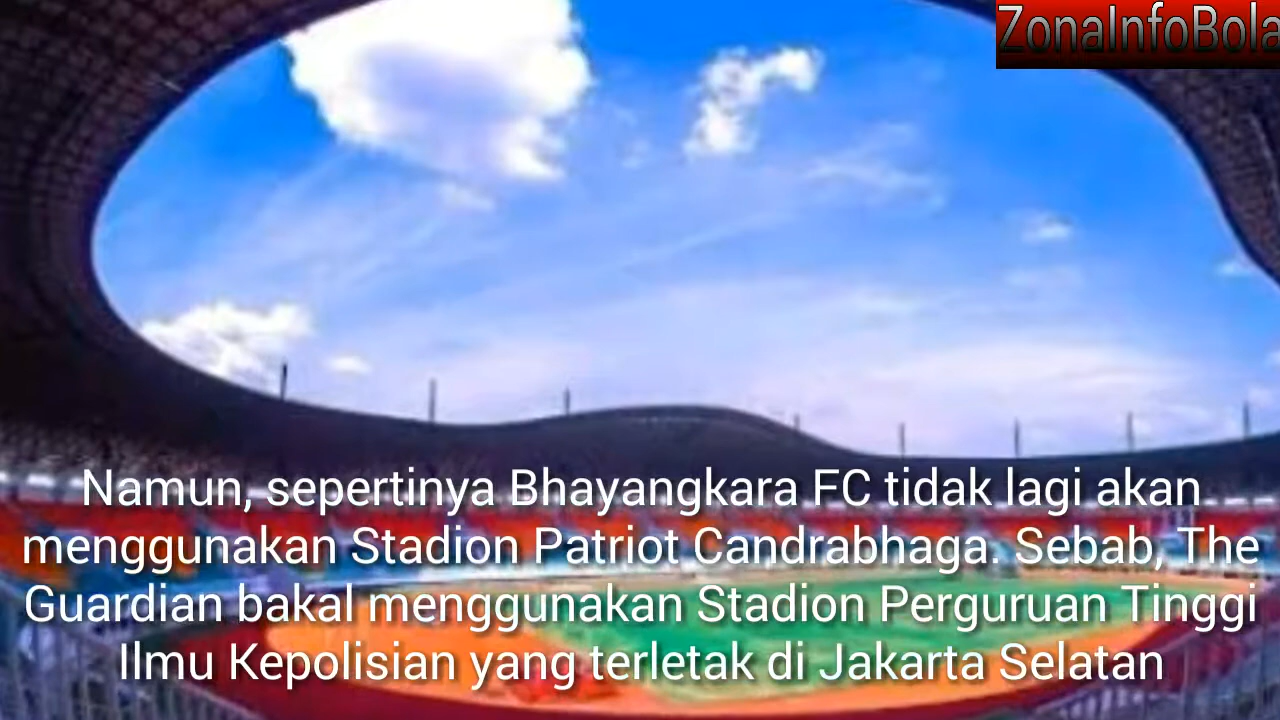 ZonaInfoBola
Namun, sepertinya Bhayangkara FC tidak lagi akan
menggunakan Stadion Patriot Candrabhaga. Sebab, The
Guardian bakal menggunakan Stadion Perguruan Tinggi
Ilmu Kepolisian yang terletak di Jakarta Selatan